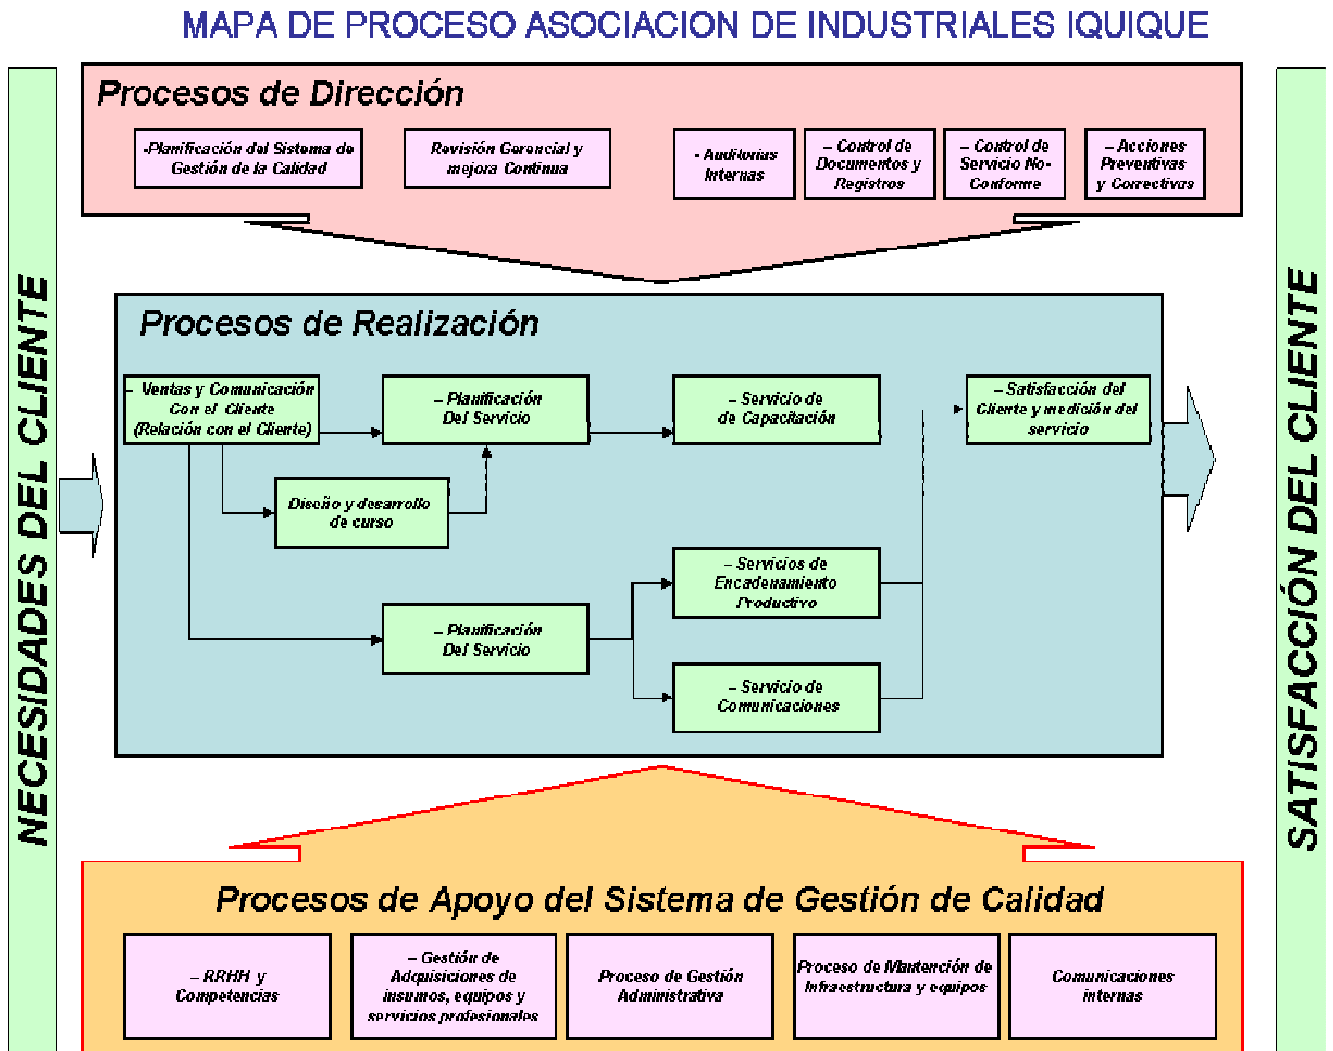 MAPA DE PROCESO ASOCIACION DE INDUSTRIALES IQUIQUE
NECESIDADES DEL CLIENTE
Procesos de Dirección
-Planificación del Sistema de
Gestión de la Calidad
Revisión Gerencial y
mejora Continua
- Auditorias
Internas
– Control de
Documentos y
Registros
– Control de
Servicio No-
Conforme
– Acciones
Preventivas
y Correctivas
Procesos de Realización
– Ventas y Comunicación
Con el Cliente
(Relación con el Cliente)
– Planificación
Del Servicio
– Servicio de
de Capacitación
– Satisfacción del
Cliente y medición del
servicio
Diseño y desarrollo
de curso
– Servicios de
Encadenamiento
Productivo
– Planificación
Del Servicio
– Servicio de
Comunicaciones
Procesos de Apoyo del Sistema de Gestión de Calidad
– RRHH y
Competencias
– Gestión de
Adquisiciones de
insumos, equipos y
servicios profesionales
Proceso de Gestión
Administrativa
Proceso de Mantención de
Infraestructura y equipos
Comunicaciones
internas
SATISFACCIÓN DEL CLIENTE